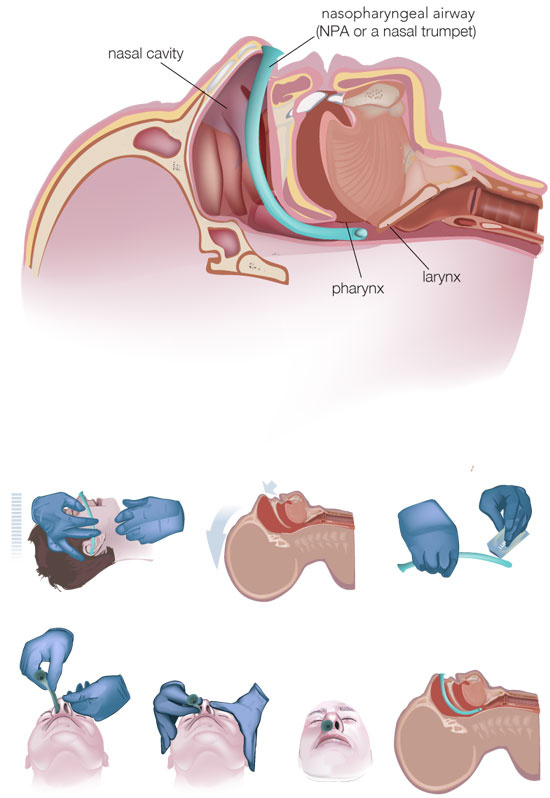 nasopharyngeal airway
(NPA or a nasal trumpet)
nasal cavity
pharynx
larynx